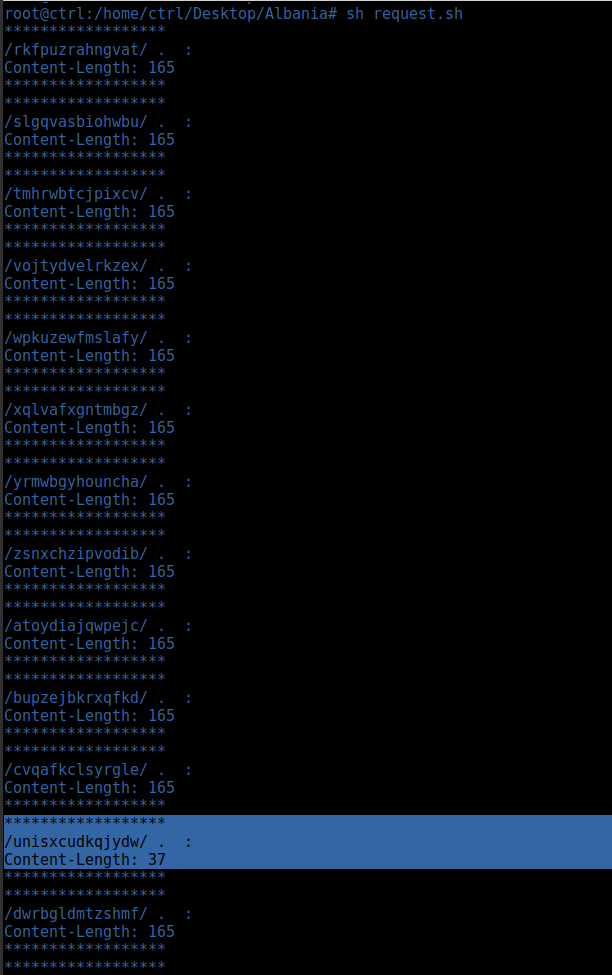 root@ctrl:/home/ctrl/Desktop/Albania# sh request.sh
******************
/rkfpuzrahngvat/ .  :
Content-Length: 165
******************
******************
/slgqvasbiohwbu/ .  :
Content-Length: 165
******************
******************
/tmhrwbtcjpixcv/ .  :
Content-Length: 165
******************
******************
/vojtydvelrkzex/ .  :
Content-Length: 165
******************
******************
/wpkuzewfmslafy/ .  :
Content-Length: 165
******************
******************
/xqlvafxgntmbgz/ .  :
Content-Length: 165
******************
******************
/yrmwbgyhouncha/ .  :
Content-Length: 165
******************
******************
/zsnxchzipvodib/ .  :
Content-Length: 165
******************
******************
/atoydiajqwpejc/ .  :
Content-Length: 165
******************
******************
/bupzejbkrxqfkd/ .  :
Content-Length: 165
******************
******************
/cvqafkclsyrgle/ .  :
Content-Length: 165
******************
******************
/unisxcudkqjydw/ .  :
Content-Length: 37
******************
******************
/dwrbgldmtzshmf/ .  :
Content-Length: 165
******************
******************